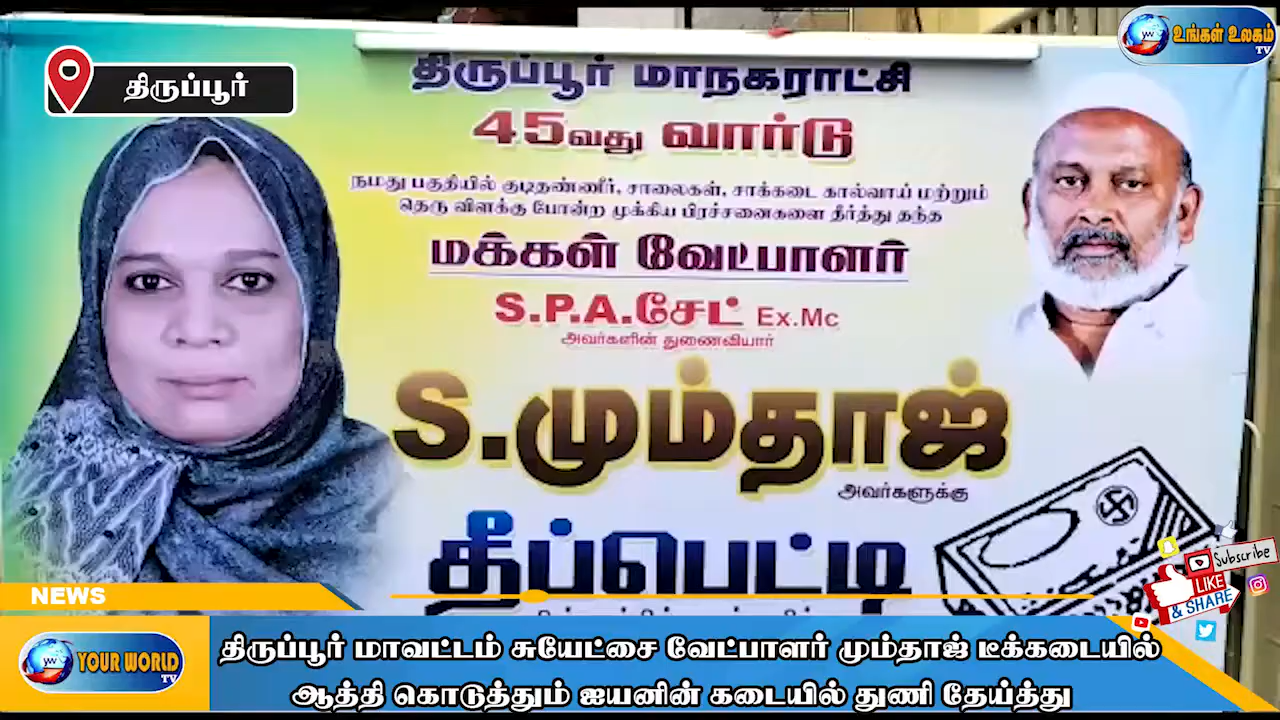 உங்கள் உலகம்
TV
திருப்பூர்
திருப்பூர் மாநகராட்சி
45வது வார்டு
நமது பகுதியில் குடிதண்ணீர், சாலைகள், சாக்கடை கால்வாய் மற்றும்
தெரு விளக்கு போன்ற முக்கிய பிரச்சனைகளை தீர்த்து தந்த
மக்கள் வேட்பாளர்
S.P.A.சேட் Ex.Mc
அவர்களின் துணைவியார்
S.மும்தாஜ்
அவர்களுக்கு
தீப்பெட்டி
Subscribe
LIKE
& SHARE
NEWS
YOUR WORLD
TV
திருப்பூர் மாவட்டம் சுயேட்சை வேட்பாளர் மும்தாஜ் டீக்கடையில்
ஆத்தி கொடுத்தும் ஐயனின் கடையில் துணி தேய்த்து